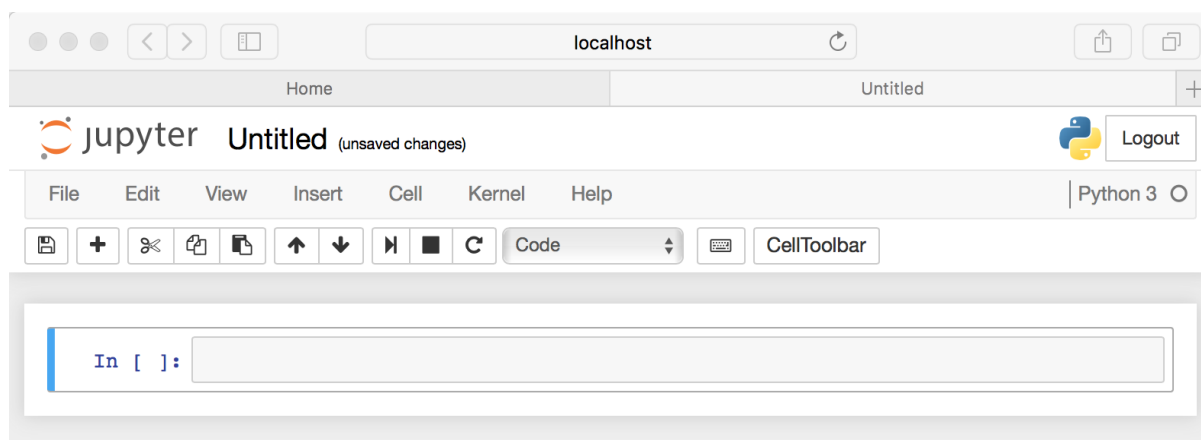 localhost
Home Untitled
jupyter Untitled (unsaved changes) Logout
File Edit View Insert Cell Kernel Help Python 3
Code CellToolbar
In [ ]: